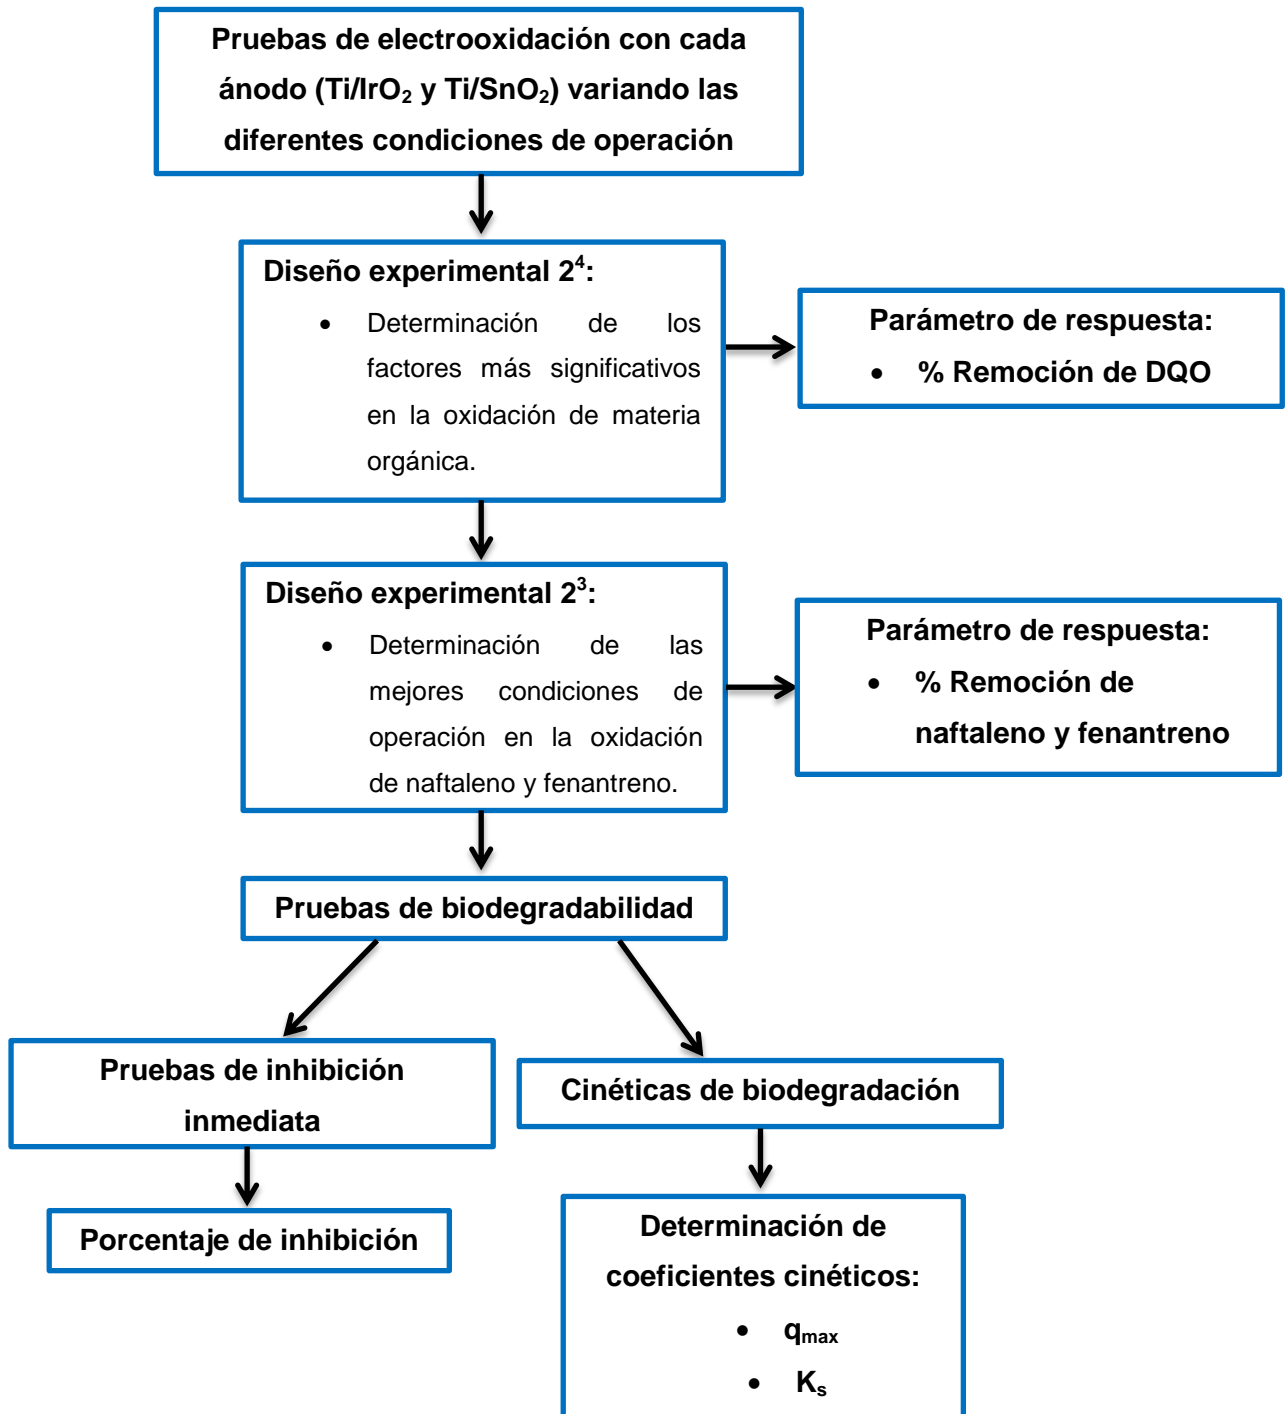 Pruebas de electrooxidación con cada
ánodo (Ti/IrO₂ y Ti/SnO₂) variando las
diferentes condiciones de operación
Diseño experimental 2⁴:
• Determinación de los
factores más significativos
en la oxidación de materia
orgánica.
Parámetro de respuesta:
• % Remoción de DQO
Diseño experimental 2³:
• Determinación de las
mejores condiciones de
operación en la oxidación
de naftaleno y fenantreno.
Parámetro de respuesta:
• % Remoción de
naftaleno y fenantreno
Pruebas de biodegradabilidad
Pruebas de inhibición
inmediata
Cinéticas de biodegradación
Porcentaje de inhibición
Determinación de
coeficientes cinéticos:
• qₘₐₓ
• Kₛ